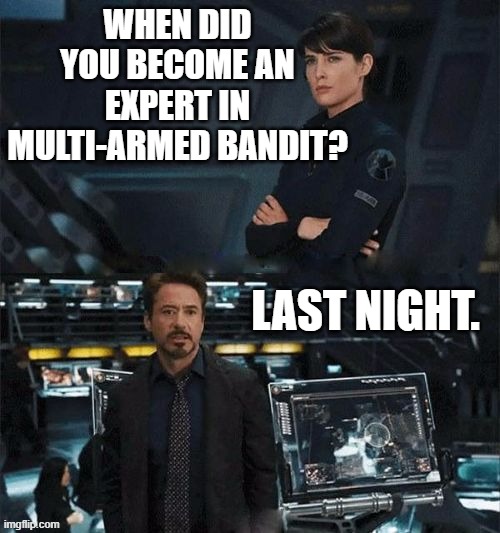 WHEN DID
YOU BECOME AN
EXPERT IN
MULTI-ARMED BANDIT?
LAST NIGHT.
imgflip.com